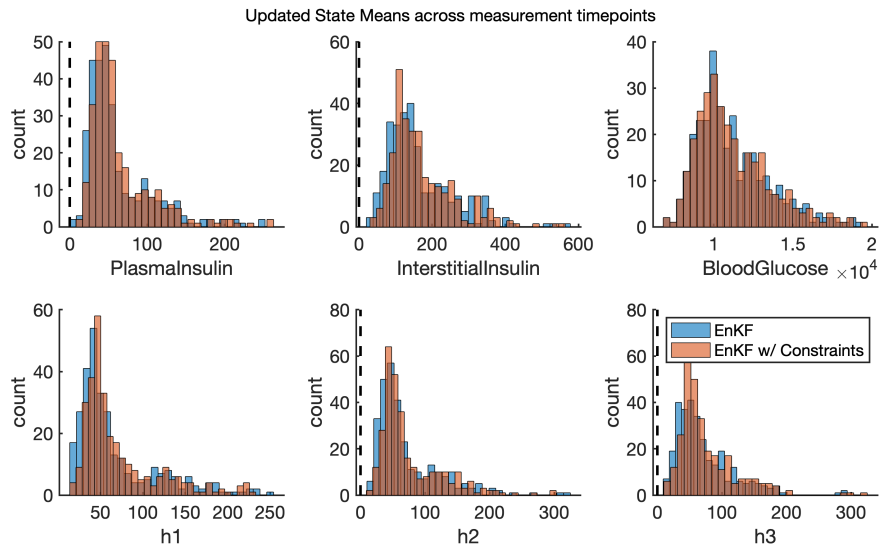 Updated State Means across measurement timepoints
50
40
30
20
10
0
count
0 100 200
PlasmaInsulin
60
40
20
0
count
0 200 400 600
InterstitialInsulin
40
30
20
10
0
count
1 1.5 2
BloodGlucose ×10⁴
60
40
20
0
count
50 100 150 200 250
h1
80
60
40
20
0
count
0 100 200 300
h2
80
60
40
20
0
count
0 100 200 300
h3
EnKF
EnKF w/ Constraints